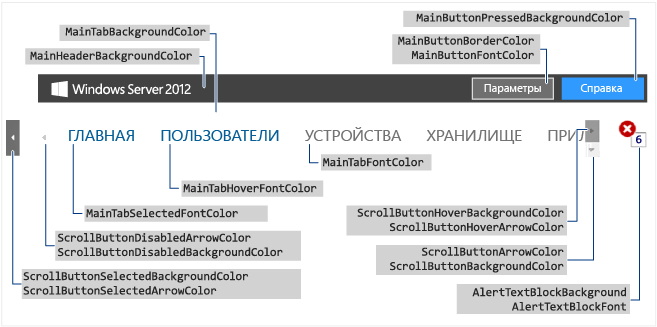 MainButtonPressedBackgroundColor
MainTabBackgroundColor
MainButtonBorderColor
MainHeaderBackgroundColor
MainButtonFontColor
Windows Server 2012
Параметры
Справка
ГЛАВНАЯ
ПОЛЬЗОВАТЕЛИ
УСТРОЙСТВА
ХРАНИЛИЩЕ
ПРИЛ
6
MainTabFontColor
MainTabHoverFontColor
MainTabSelectedFontColor
ScrollButtonHoverBackgroundColor
ScrollButtonHoverArrowColor
ScrollButtonDisabledArrowColor
ScrollButtonDisabledBackgroundColor
ScrollButtonArrowColor
ScrollButtonBackgroundColor
ScrollButtonSelectedBackgroundColor
ScrollButtonSelectedArrowColor
AlertTextBlockBackground
AlertTextBlockFont